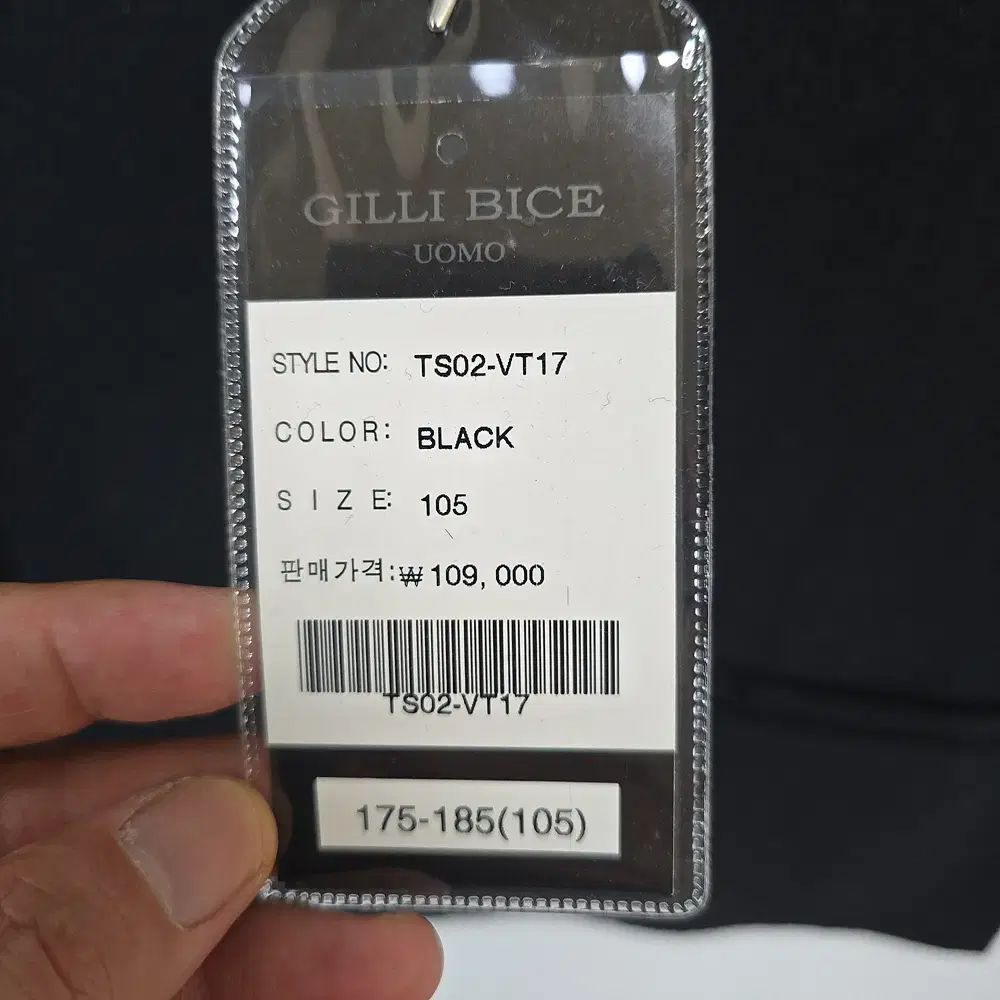 GILLI BICE
UOMO
STYLE NO: TS02-VT17
COLOR: BLACK
SIZE: 105
판매가격:₩109,000
TS02-VT17
175-185(105)